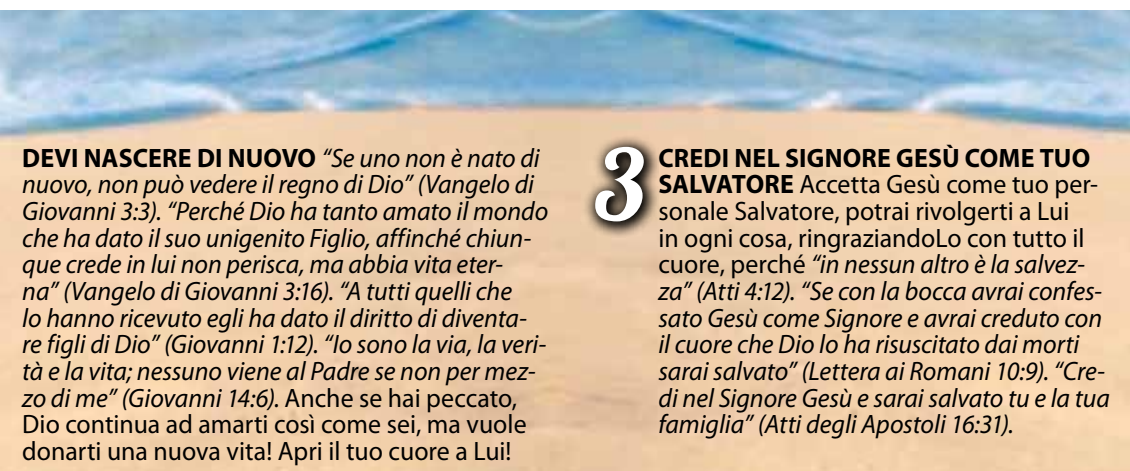 DEVI NASCERE DI NUOVO “Se uno non è nato di
nuovo, non può vedere il regno di Dio” (Vangelo di
Giovanni 3:3). “Perché Dio ha tanto amato il mondo
che ha dato il suo unigenito Figlio, affinché chiun-
que crede in lui non perisca, ma abbia vita eter-
na” (Vangelo di Giovanni 3:16). “A tutti quelli che
lo hanno ricevuto egli ha dato il diritto di diventa-
re figli di Dio” (Giovanni 1:12). “Io sono la via, la veri-
tà e la vita; nessuno viene al Padre se non per mez-
zo di me” (Giovanni 14:6). Anche se hai peccato,
Dio continua ad amarti così come sei, ma vuole
donarti una nuova vita! Apri il tuo cuore a Lui!
3
CREDI NEL SIGNORE GESÙ COME TUO
SALVATORE Accetta Gesù come tuo per-
sonale Salvatore, potrai rivolgerti a Lui
in ogni cosa, ringraziandoLo con tutto il
cuore, perché “in nessun altro è la salvez-
za” (Atti 4:12). “Se con la bocca avrai confes-
sato Gesù come Signore e avrai creduto con
il cuore che Dio lo ha risuscitato dai morti
sarai salvato” (Lettera ai Romani 10:9). “Cre-
di nel Signore Gesù e sarai salvato tu e la tua
famiglia” (Atti degli Apostoli 16:31).